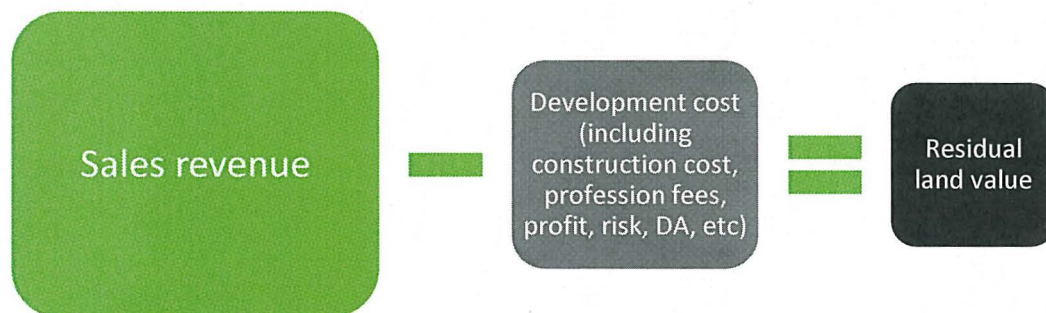 Sales revenue
Development cost
(including
construction cost,
profession fees,
profit, risk, DA, etc)
Residual
land value